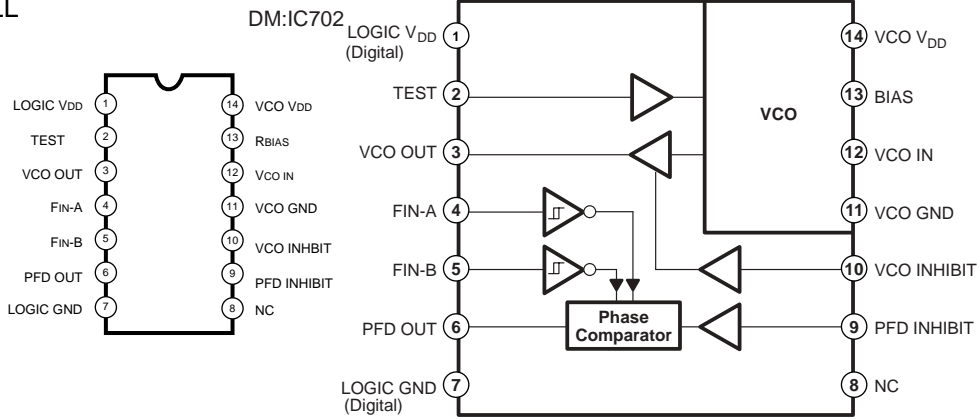 DM:IC702
LOGIC VDD 1
TEST 2
VCO OUT 3
FIN-A 4
FIN-B 5
PFD OUT 6
LOGIC GND 7
14 VCO VDD
13 RBIAS
12 VCO IN
11 VCO GND
10 VCO INHBIT
9 PFD INHIBIT
8 NC
LOGIC VDD 1
(Digital)
TEST 2
VCO OUT 3
FIN-A 4
FIN-B 5
PFD OUT 6
LOGIC GND 7
(Digital)
VCO
Phase
Comparator
14 VCO VDD
13 BIAS
12 VCO IN
11 VCO GND
10 VCO INHIBIT
9 PFD INHIBIT
8 NC